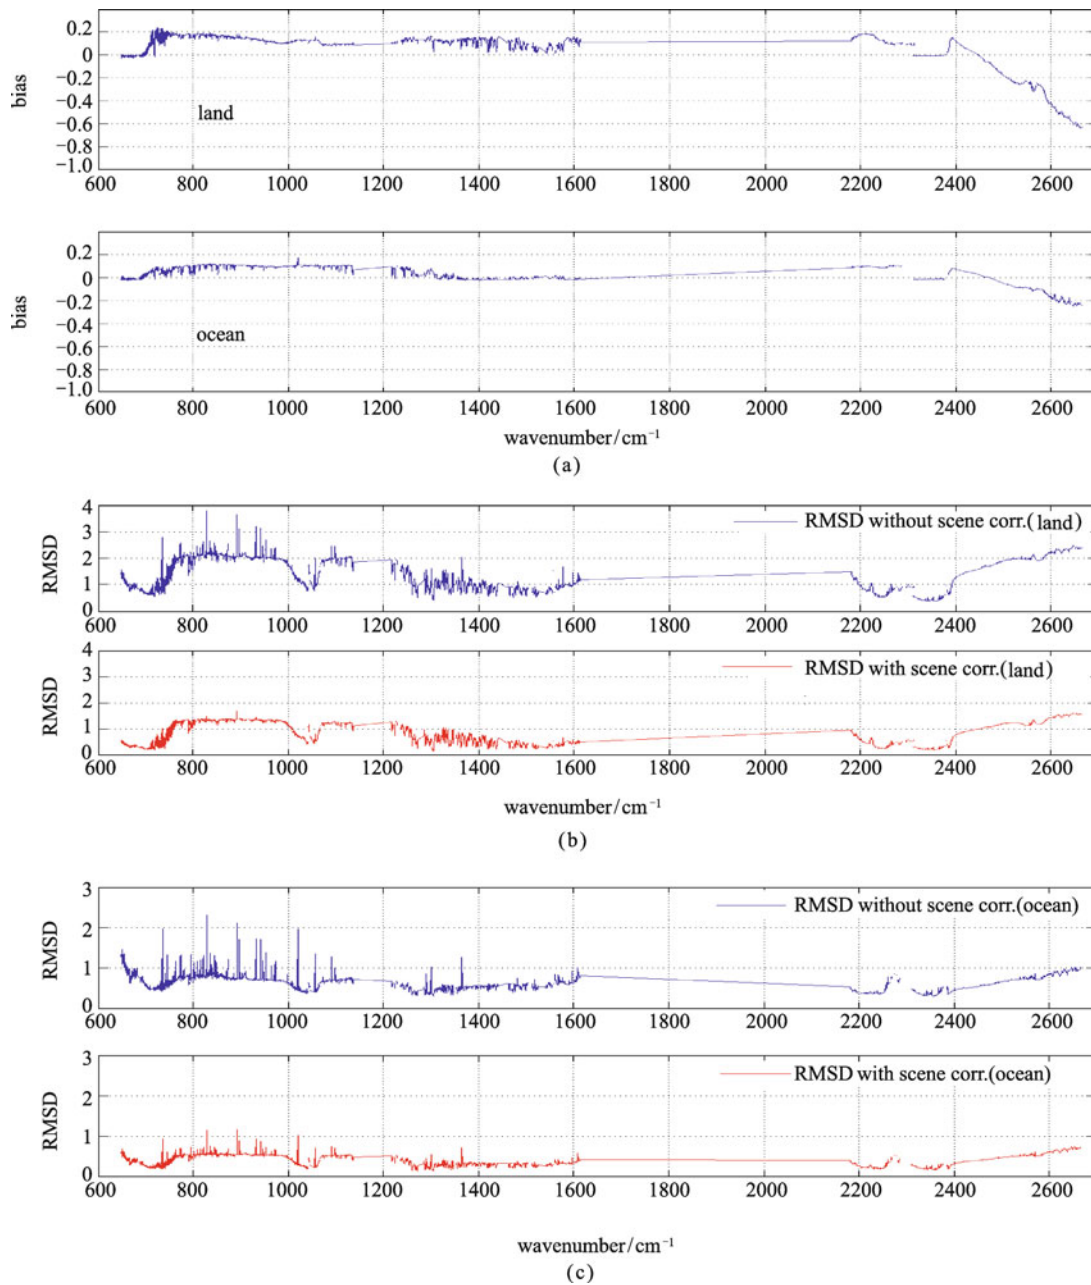 0.2
0
−0.2
−0.4
−0.6
−0.8
−1.0
bias
land
600 800 1000 1200 1400 1600 2000 2200 2400 2600
0.2
0
−0.2
−0.4
−0.6
−0.8
−1.0
bias
ocean
600 800 1000 1200 1400 1600 2000 2200 2400 2600
wavenumber/cm⁻¹
(a)
4
3
2
1
0
RMSD
RMSD without scene corr.(land)
600 800 1000 1200 1400 1600 2000 2200 2400 2600
4
3
2
1
0
RMSD
RMSD with scene corr.(land)
600 800 1000 1200 1400 1600 2000 2200 2400 2600
wavenumber/cm⁻¹
(b)
3
2
1
0
RMSD
RMSD without scene corr.(ocean)
600 800 1000 1200 1400 1600 2000 2200 2400 2600
3
2
1
0
RMSD
RMSD with scene corr.(ocean)
600 800 1000 1200 1400 1600 2000 2200 2400 2600
wavenumber/cm⁻¹
(c)